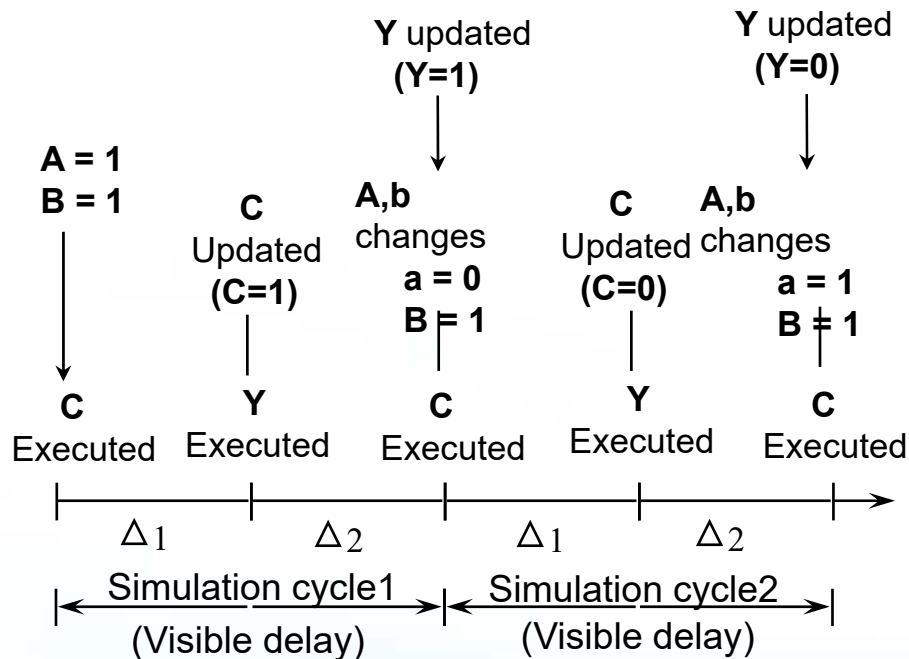 Y updated
(Y=1)
Y updated
(Y=0)
A = 1
B = 1
C
Updated
(C=1)
A,b
changes
a = 0
B = 1
C
Updated
(C=0)
A,b
changes
a = 1
B = 1
C
Executed
Y
Executed
C
Executed
Y
Executed
C
Executed
Δ1
Δ2
Δ1
Δ2
Simulation cycle1
(Visible delay)
Simulation cycle2
(Visible delay)